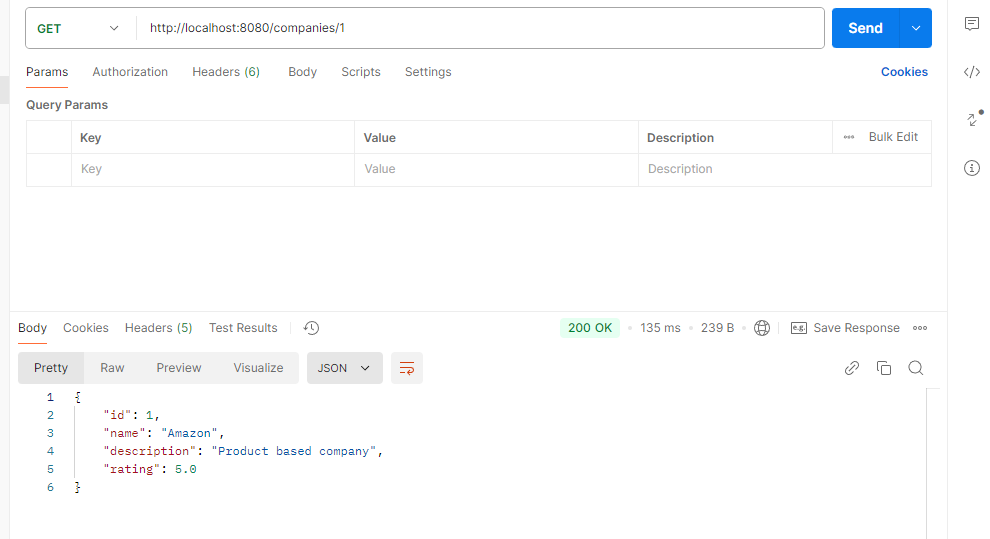 GET http://localhost:8080/companies/1 Send
Params Authorization Headers (6) Body Scripts Settings Cookies
Query Params
Key Value Description ••• Bulk Edit
Key Value Description
Body Cookies Headers (5) Test Results 200 OK • 135 ms • 239 B • e.g. Save Response •••
Pretty Raw Preview Visualize JSON
1 {
2 "id": 1,
3 "name": "Amazon",
4 "description": "Product based company",
5 "rating": 5.0
6 }